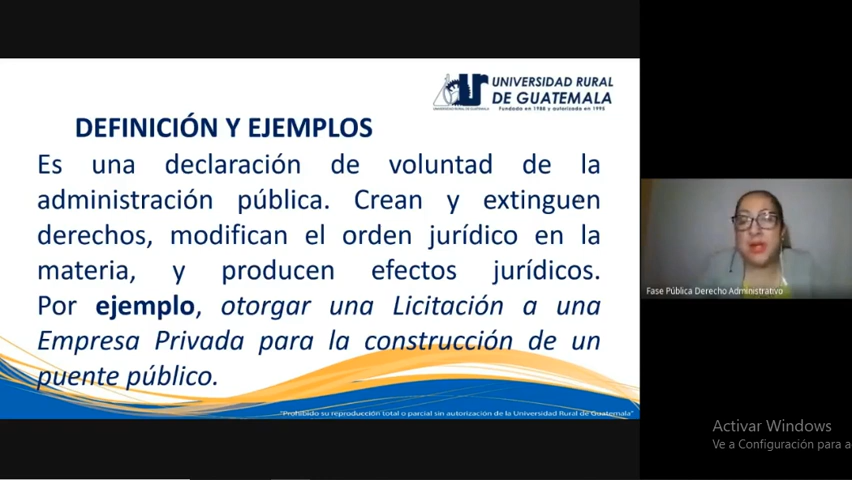 UNIVERSIDAD RURAL
DE GUATEMALA
Fundada en 1988 y autorizada en 1995
DEFINICIÓN Y EJEMPLOS
Es una declaración de voluntad de la
administración pública. Crean y extinguen
derechos, modifican el orden jurídico en la
materia, y producen efectos jurídicos.
Por ejemplo, otorgar una Licitación a una
Empresa Privada para la construcción de un
puente público.
"Prohibido su reproducción total o parcial sin autorización de la Universidad Rural de Guatemala"
Fase Pública Derecho Administrativo
Activar Windows
Ve a Configuración para a